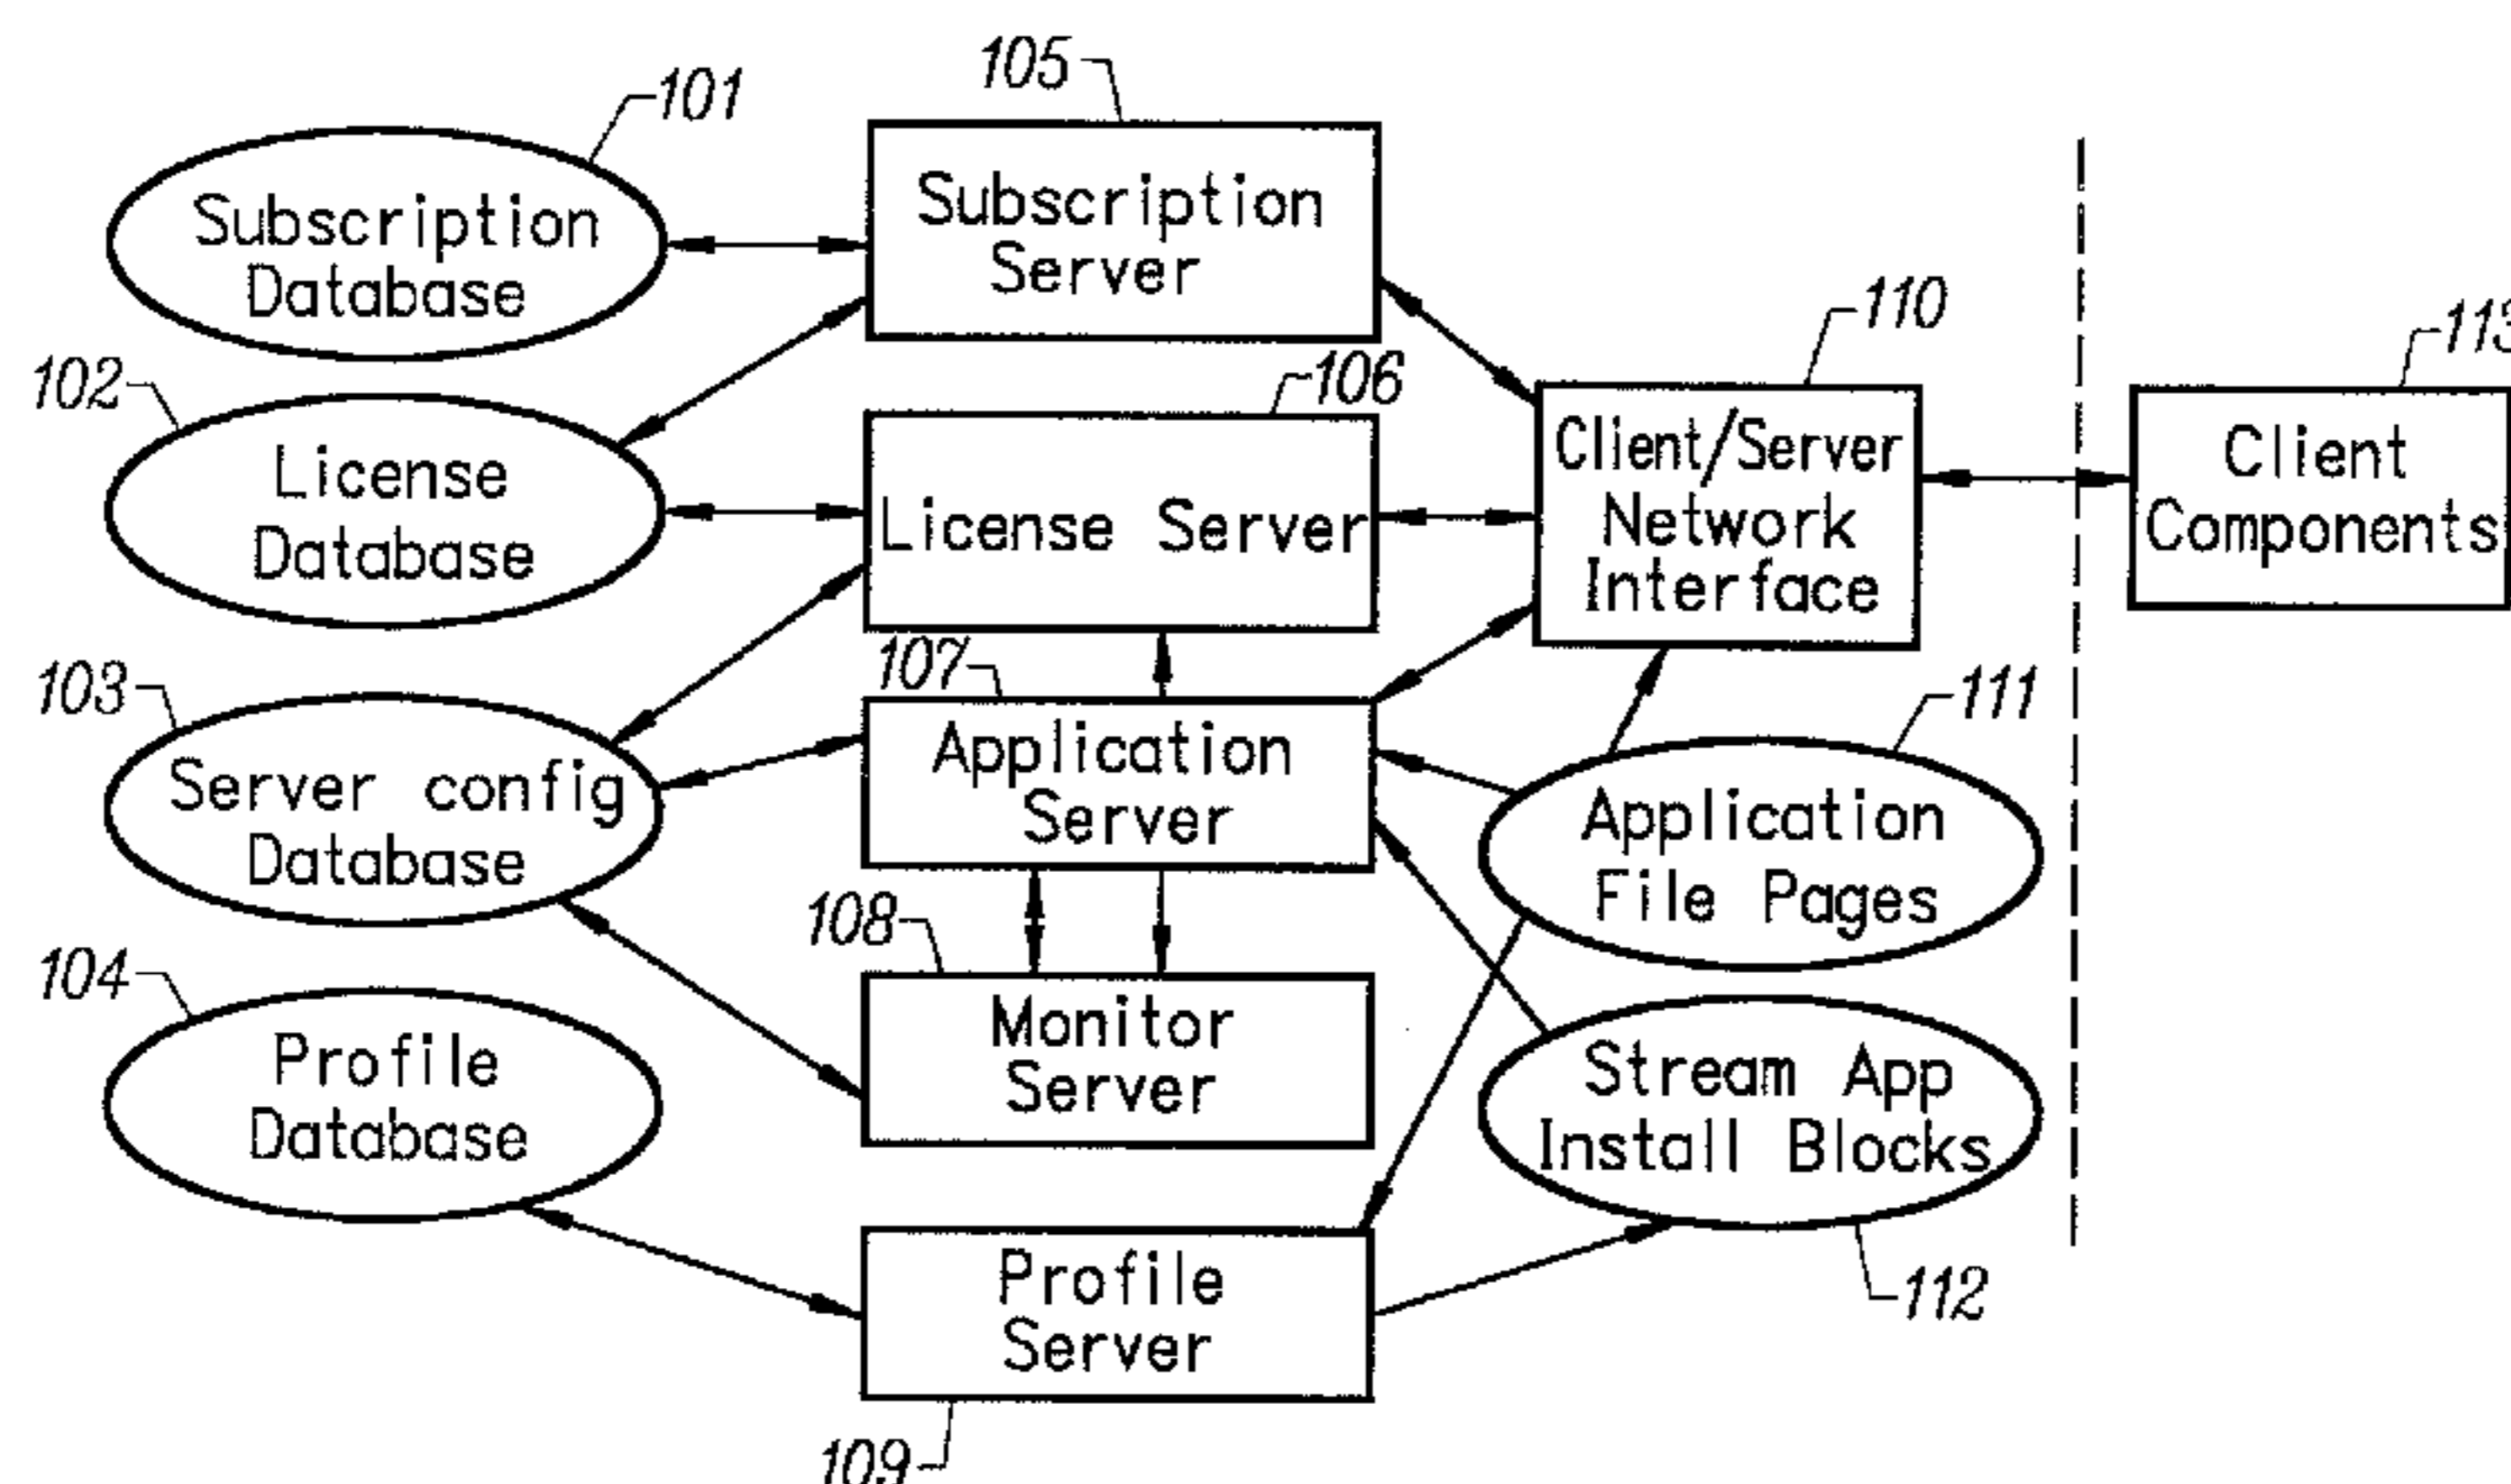 105
101
Subscription
Database
Subscription
Server
110
113
102
106
License
Database
License Server
Client/Server
Network
Interface
Client
Components
103
107
111
Server config
Database
Application
Server
Application
File Pages
108
104
Profile
Database
Monitor
Server
Stream App
Install Blocks
Profile
Server
112
109